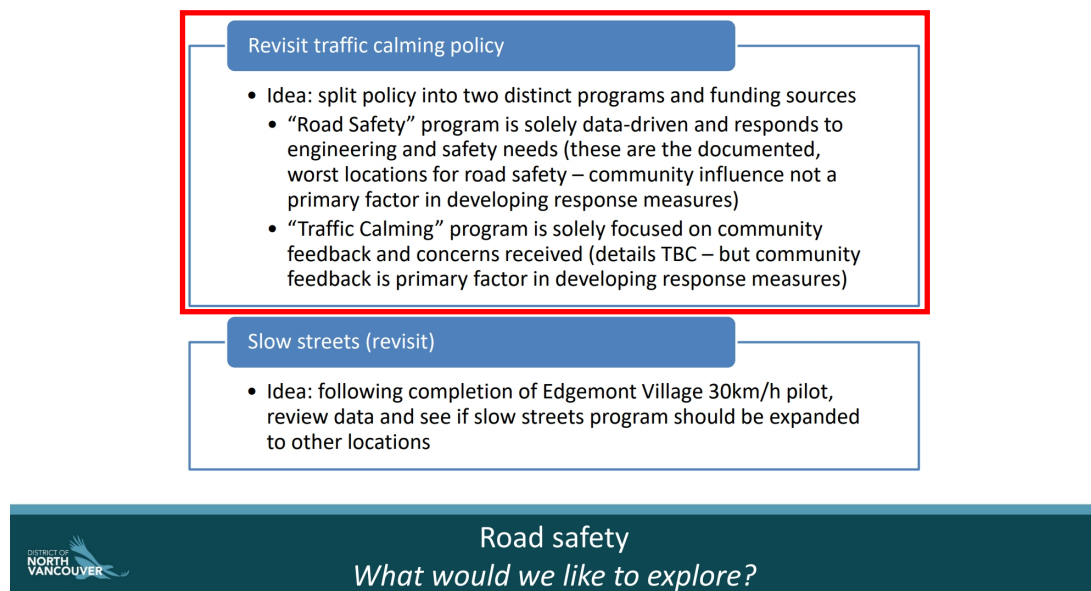 Revisit traffic calming policy
• Idea: split policy into two distinct programs and funding sources
• “Road Safety” program is solely data-driven and responds to
engineering and safety needs (these are the documented,
worst locations for road safety – community influence not a
primary factor in developing response measures)
• “Traffic Calming” program is solely focused on community
feedback and concerns received (details TBC – but community
feedback is primary factor in developing response measures)
Slow streets (revisit)
• Idea: following completion of Edgemont Village 30km/h pilot,
review data and see if slow streets program should be expanded
to other locations
DISTRICT OF
NORTH
VANCOUVER
Road safety
What would we like to explore?